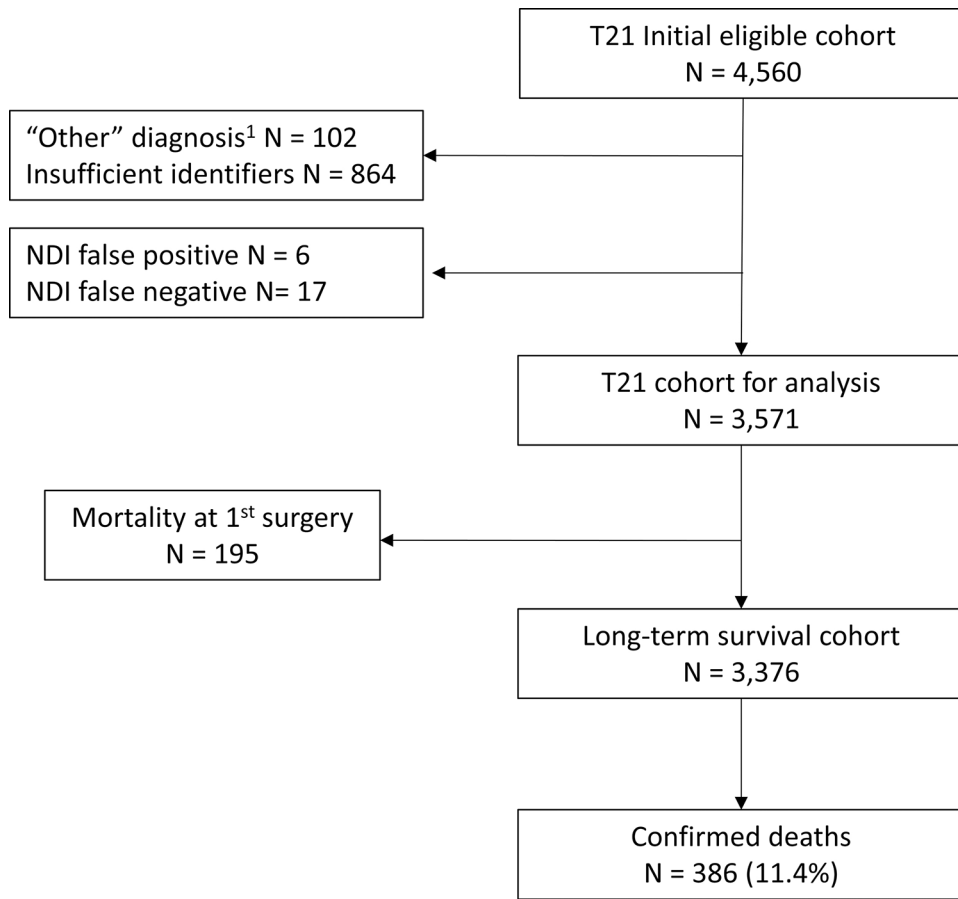 T21 Initial eligible cohort
N = 4,560
“Other” diagnosis¹ N = 102
Insufficient identifiers N = 864
NDI false positive N = 6
NDI false negative N= 17
T21 cohort for analysis
N = 3,571
Mortality at 1ˢᵗ surgery
N = 195
Long-term survival cohort
N = 3,376
Confirmed deaths
N = 386 (11.4%)